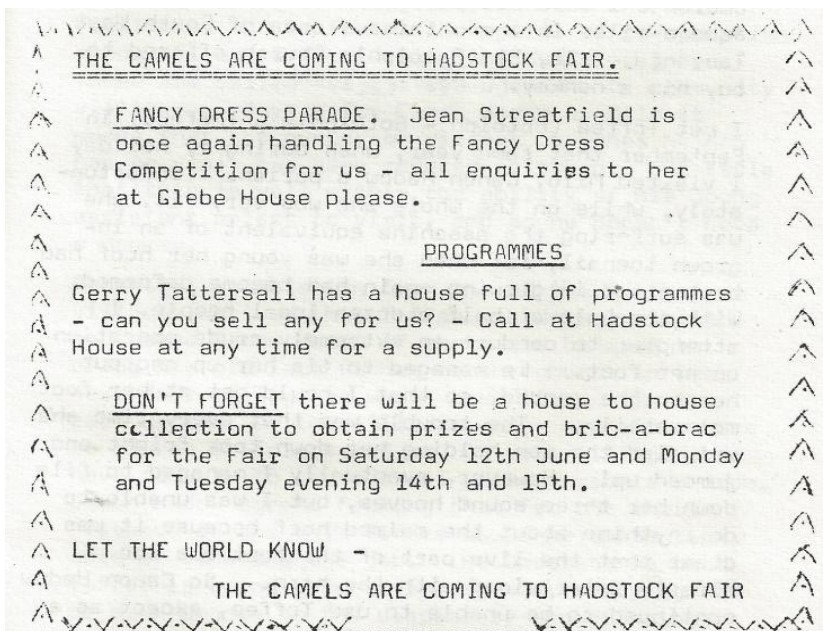 THE CAMELS ARE COMING TO HADSTOCK FAIR.
FANCY DRESS PARADE. Jean Streatfield is
once again handling the Fancy Dress
Competition for us - all enquiries to her
at Glebe House please.
PROGRAMMES
Gerry Tattersall has a house full of programmes
- can you sell any for us? - Call at Hadstock
House at any time for a supply.
DON'T FORGET there will be a house to house
collection to obtain prizes and bric-a-brac
for the Fair on Saturday 12th June and Monday
and Tuesday evening 14th and 15th.
LET THE WORLD KNOW -
THE CAMELS ARE COMING TO HADSTOCK FAIR